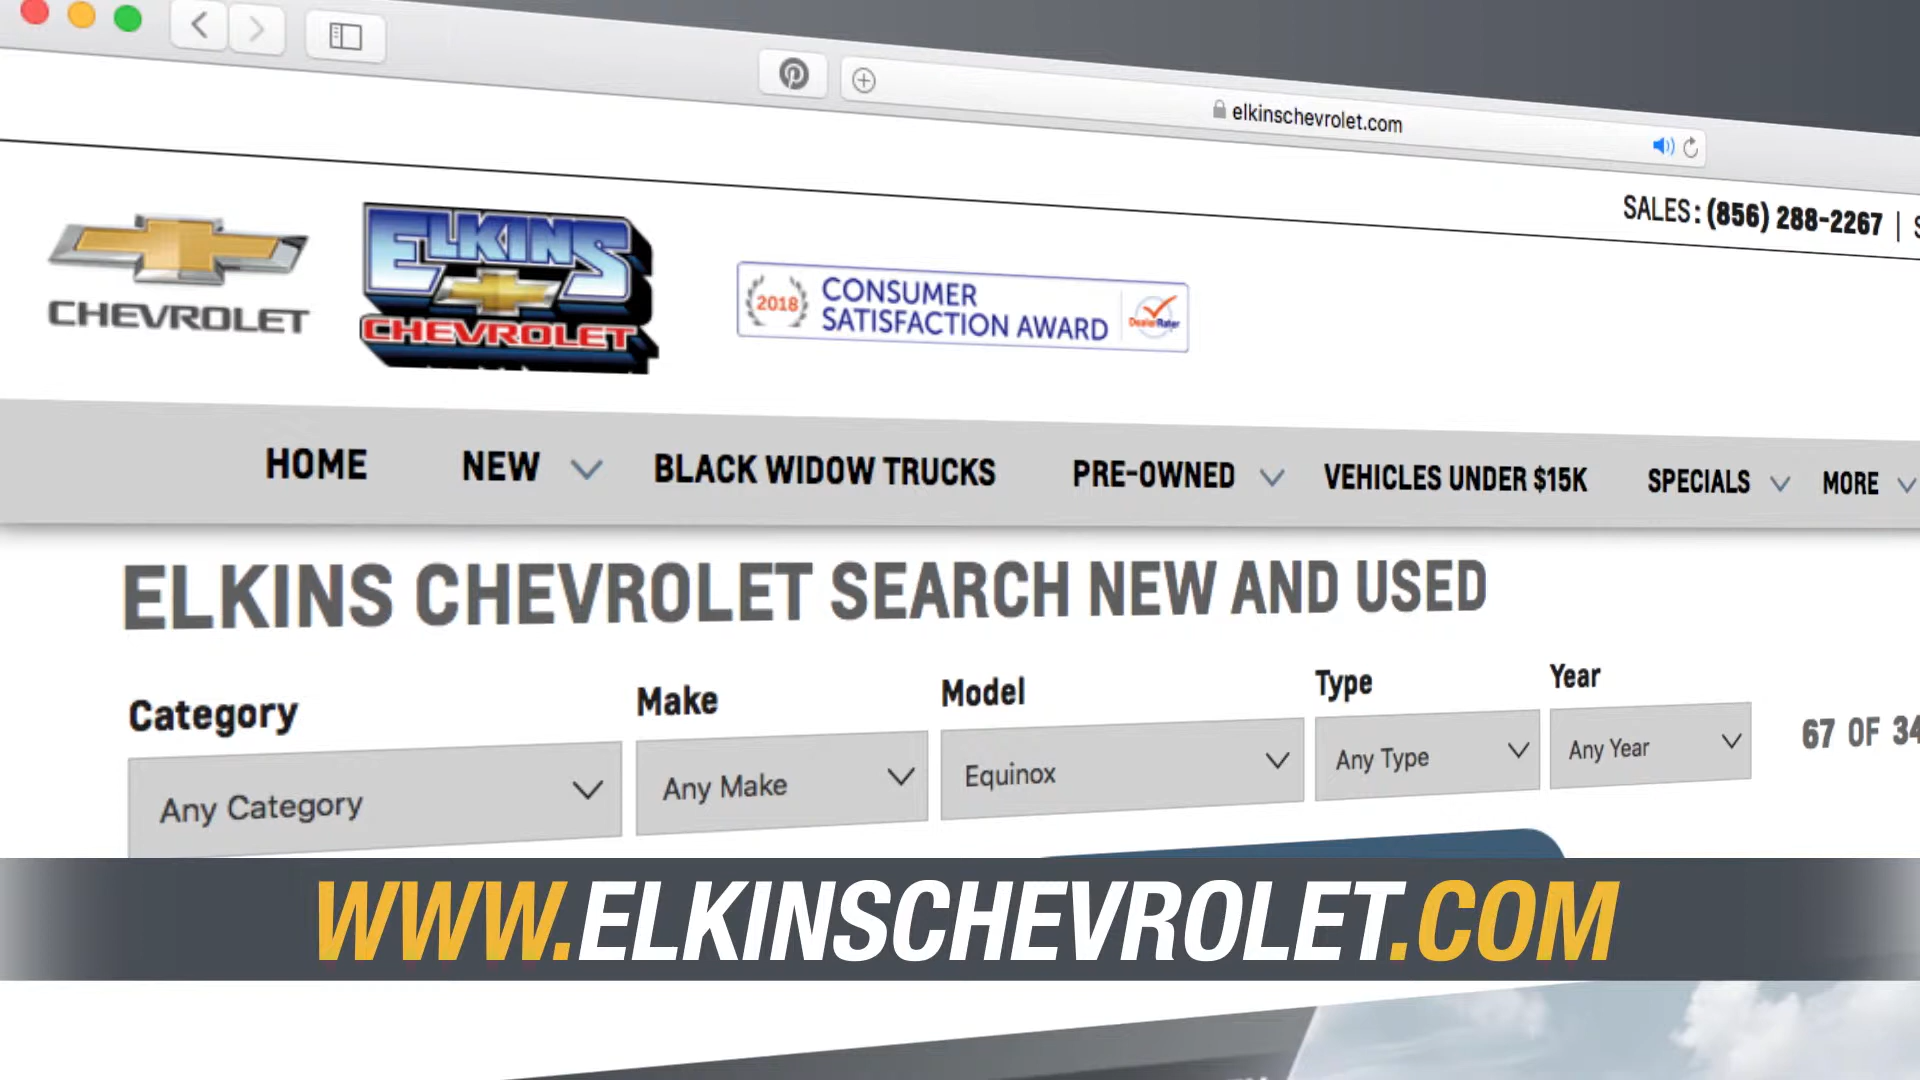 elkinschevrolet.com
SALES: (856) 288-2267 |
CHEVROLET
ELKINS
CHEVROLET
2018
CONSUMER
SATISFACTION AWARD
DealerRater
HOME NEW BLACK WIDOW TRUCKS PRE-OWNED VEHICLES UNDER $15K SPECIALS MORE
ELKINS CHEVROLET SEARCH NEW AND USED
Category Make Model Type Year
Any Category Any Make Equinox Any Type Any Year 67 OF 34
WWW.ELKINSCHEVROLET.COM